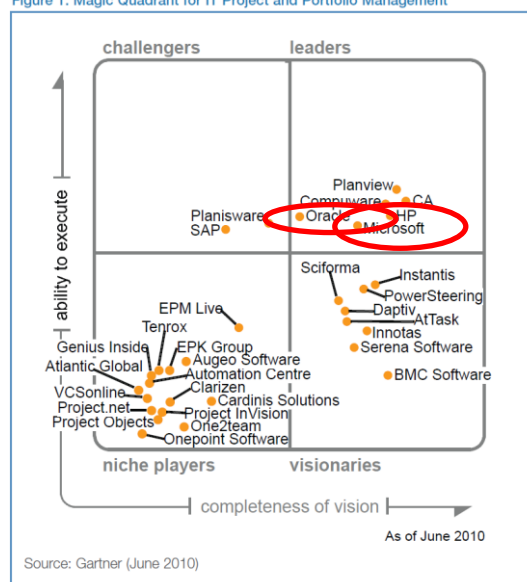 Figure 1. Magic Quadrant for IT Project and Portfolio Management
challengers
leaders
ability to execute
Planview
Compuware
CA
Planisware
Oracle
HP
SAP
Microsoft
Sciforma
Instantis
PowerSteering
EPM Live
Daptiv
Tenrox
AtTask
Innotas
Genius Inside
EPK Group
Serena Software
Atlantic Global
Augeo Software
Automation Centre
BMC Software
VCSonline
Clarizen
Cardinis Solutions
Project.net
Project InVision
Project Objects
One2team
Onepoint Software
niche players
visionaries
completeness of vision
As of June 2010
Source: Gartner (June 2010)